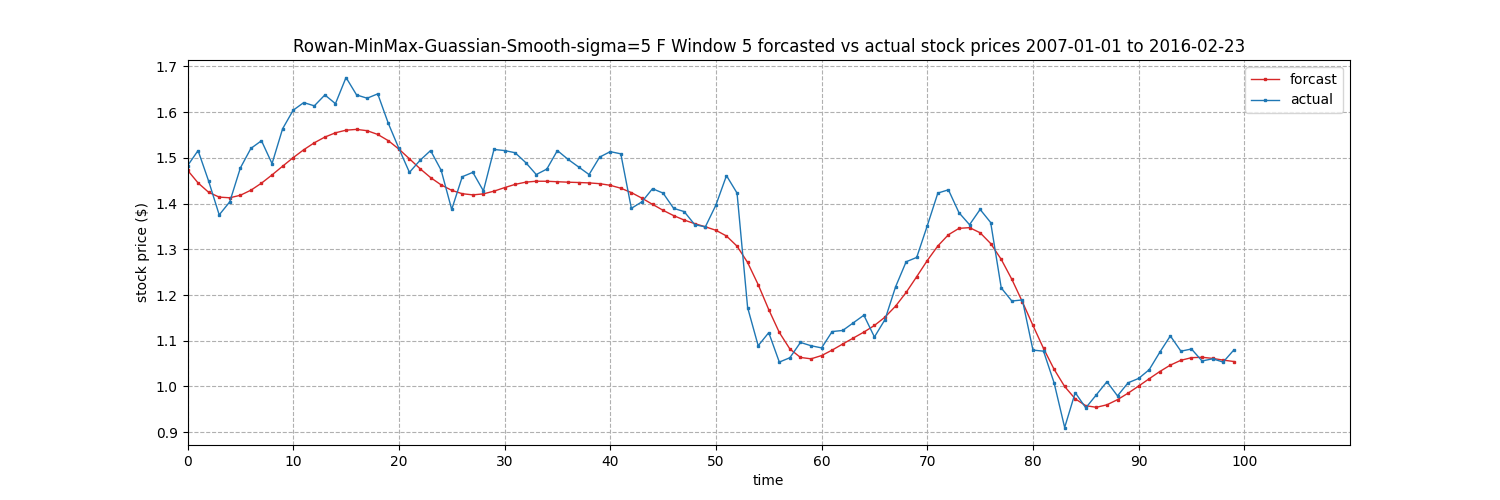 Rowan-MinMax-Guassian-Smooth-sigma=5 F Window 5 forcasted vs actual stock prices 2007-01-01 to 2016-02-23
forcast
actual
stock price ($)
1.7
1.6
1.5
1.4
1.3
1.2
1.1
1.0
0.9
0 10 20 30 40 50 60 70 80 90 100
time